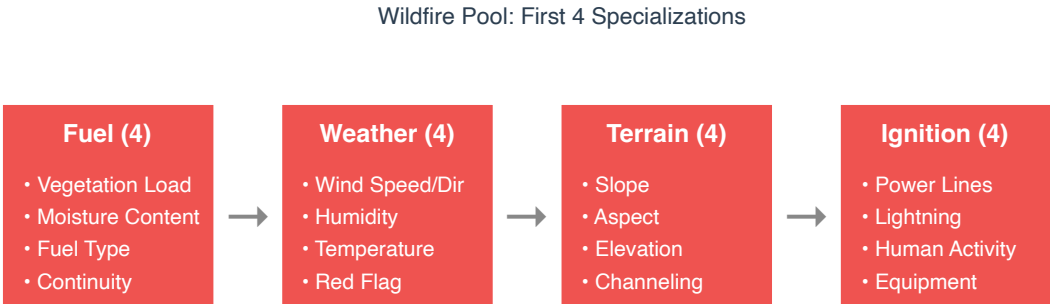 Wildfire Pool: First 4 Specializations
Fuel (4)
• Vegetation Load
• Moisture Content
• Fuel Type
• Continuity
Weather (4)
• Wind Speed/Dir
• Humidity
• Temperature
• Red Flag
Terrain (4)
• Slope
• Aspect
• Elevation
• Channeling
Ignition (4)
• Power Lines
• Lightning
• Human Activity
• Equipment